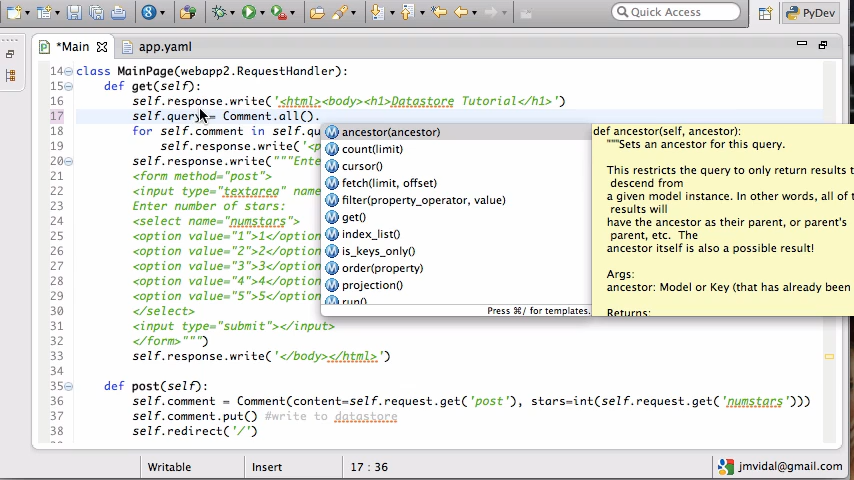 Quick Access
PyDev
*Main
app.yaml
14 class MainPage(webapp2.RequestHandler):
15 def get(self):
16 self.response.write('<html><body><h1>Datastore Tutorial</h1>')
17 self.query = Comment.all().
18 for self.comment in self.qu
19 self.response.write('<p
20 self.response.write("""Ente
21 <form method="post">
22 <input type="textarea" name
23 Enter number of stars:
24 <select name="numstars">
25 <option value="1">1</option
26 <option value="2">2</option
27 <option value="3">3</option
28 <option value="4">4</option
29 <option value="5">5</option
30 </select>
31 <input type="submit"></input>
32 </form>""")
33 self.response.write('</body></html>')
34
35 def post(self):
36 self.comment = Comment(content=self.request.get('post'), stars=int(self.request.get('numstars')))
37 self.comment.put() #write to datastore
38 self.redirect('/')
ancestor(ancestor)
count(limit)
cursor()
fetch(limit, offset)
filter(property_operator, value)
get()
index_list()
is_keys_only()
order(property)
projection()
run()
Press ⌘/ for templates.
def ancestor(self, ancestor):
"""Sets an ancestor for this query.
This restricts the query to only return results t
descend from
a given model instance. In other words, all of t
results will
have the ancestor as their parent, or parent's
parent, etc. The
ancestor itself is also a possible result!
Args:
ancestor: Model or Key (that has already been
Returns:
Writable
Insert
17 : 36
jmvidal@gmail.com